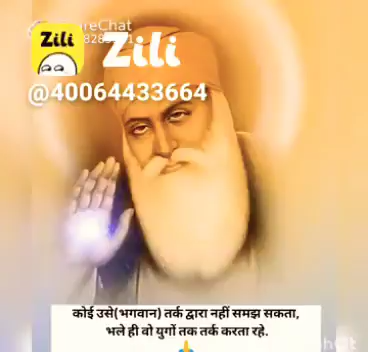 Zili
Zili
@40064433664
कोई उसे(भगवान) तर्क द्वारा नहीं समझ सकता,
भले ही वो युगों तक तर्क करता रहे.